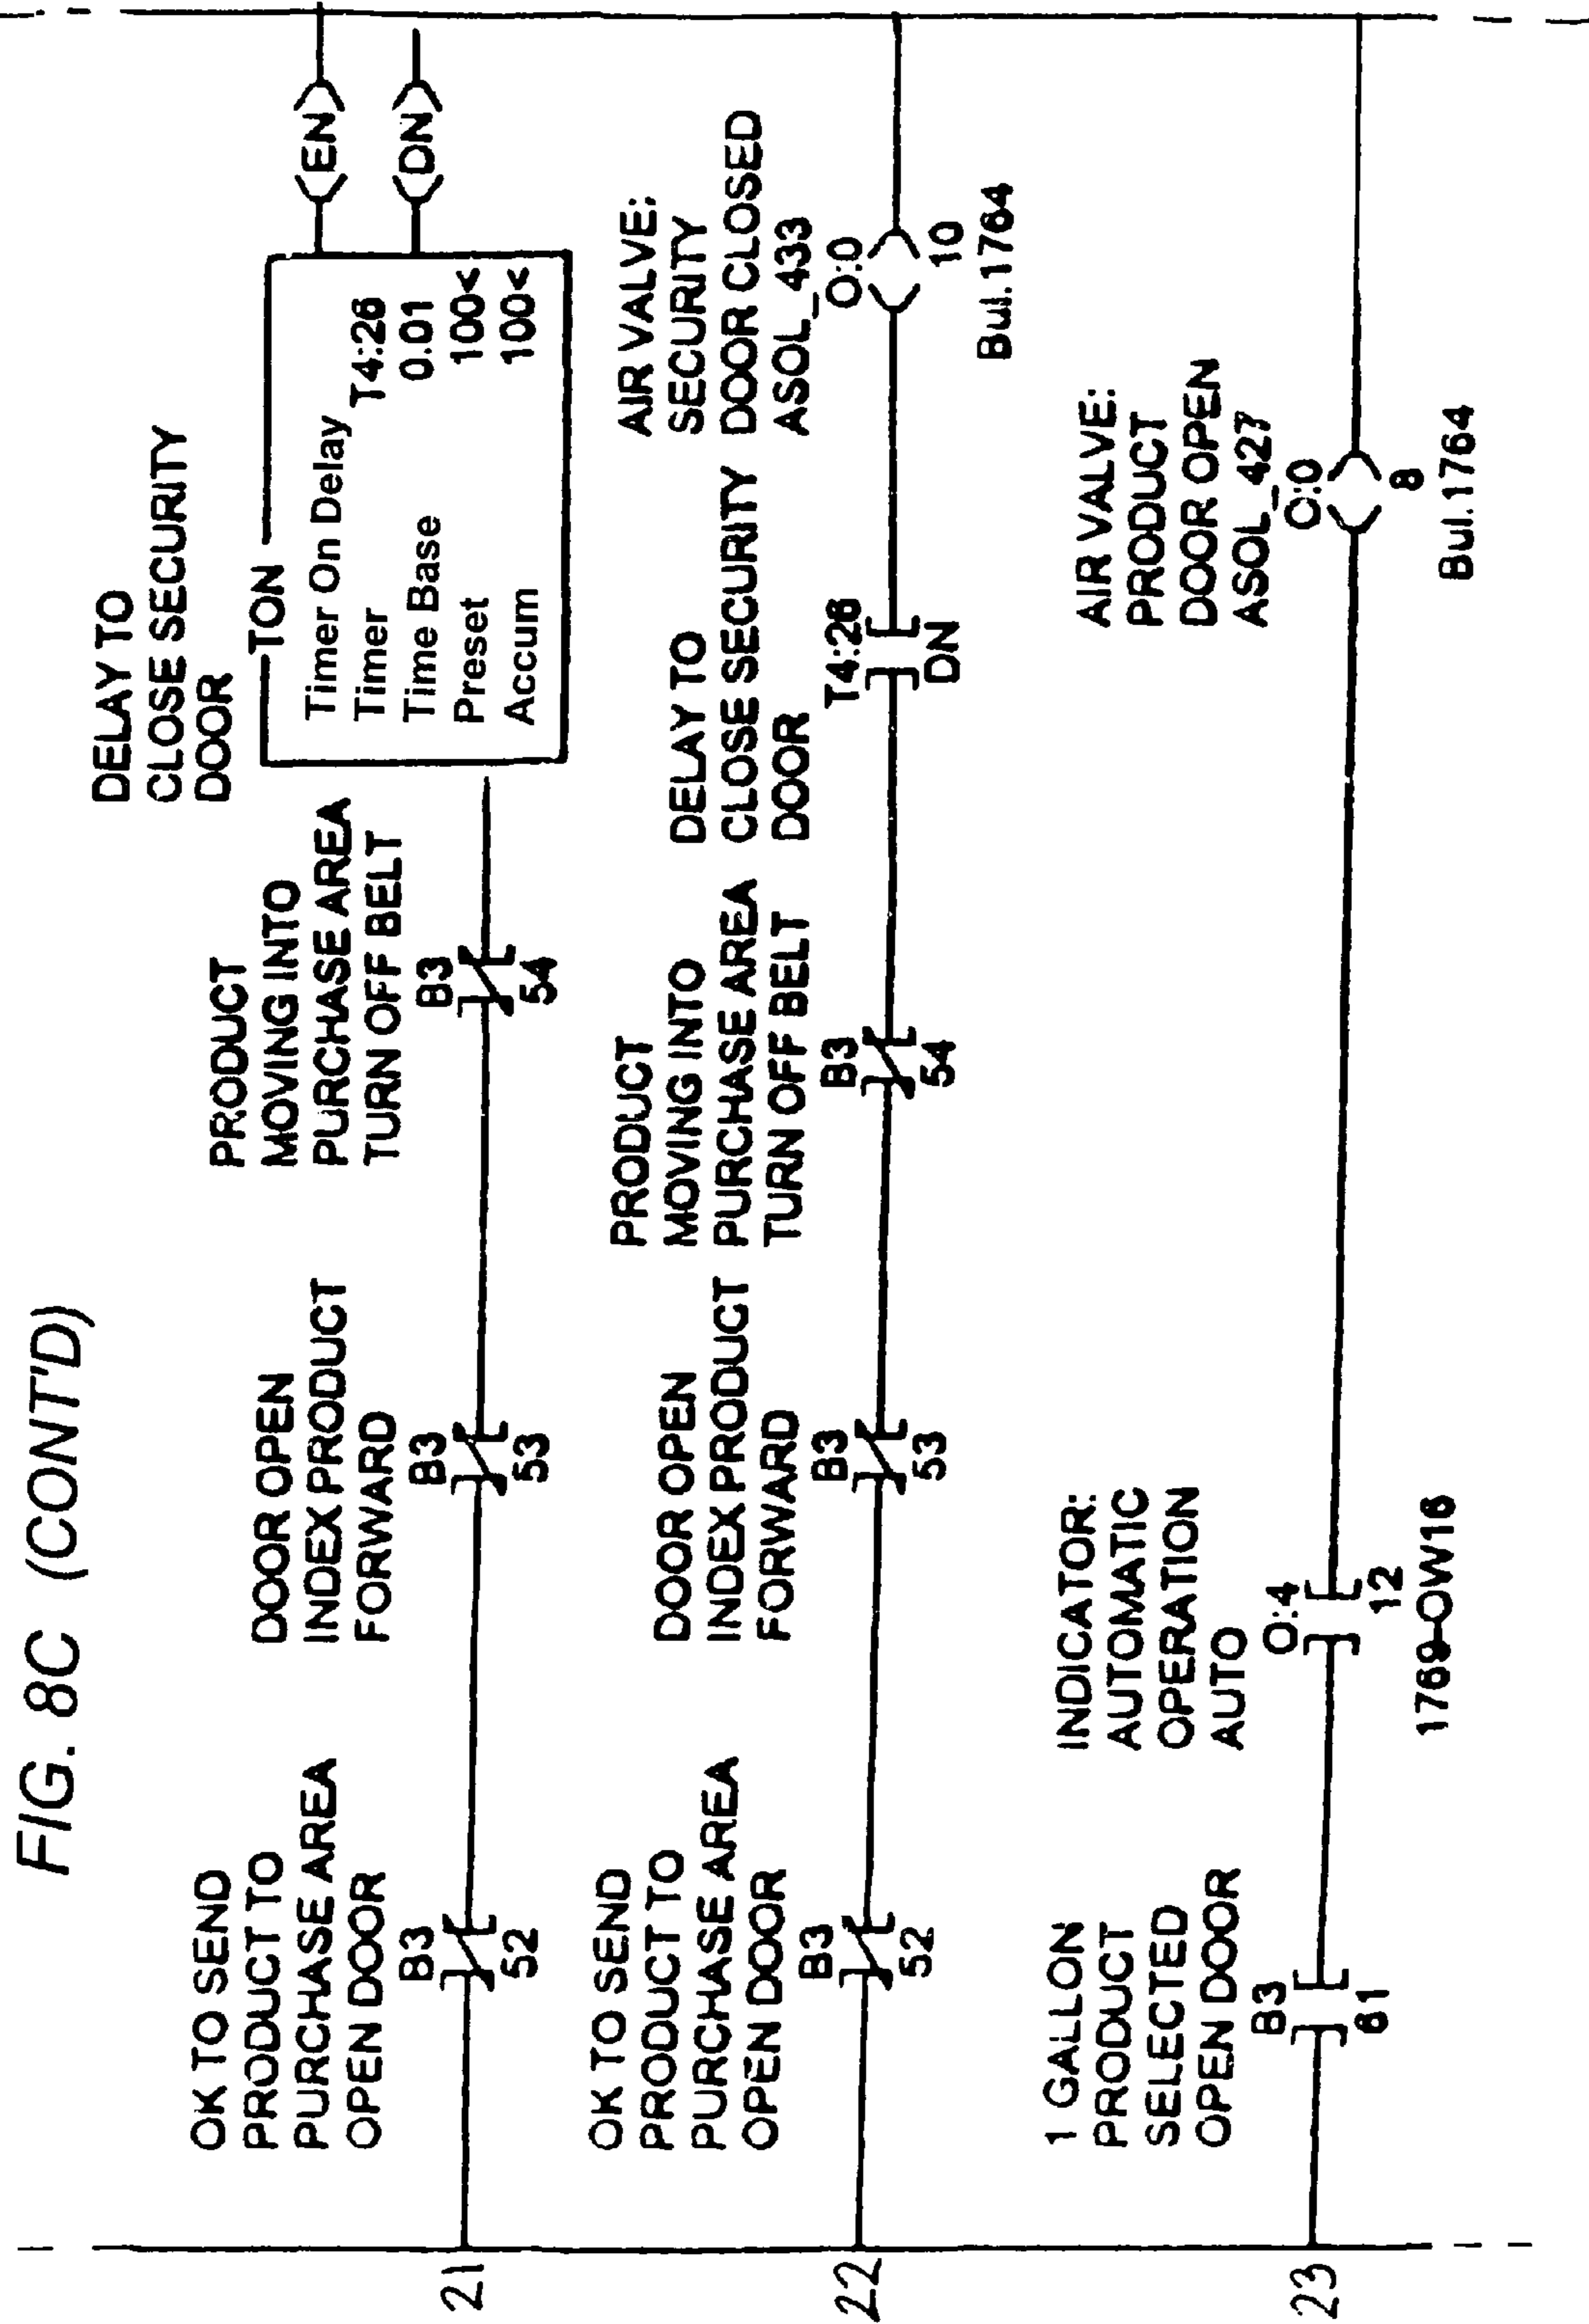 FIG. 8C (CONT'D)
21
OK TO SEND
PRODUCT TO
PURCHASE AREA
OPEN DOOR
B3
52
DOOR OPEN
INDEX PRODUCT
FORWARD
B3
53
PRODUCT
MOVING INTO
PURCHASE AREA
TURN OFF BELT
B3
54
DELAY TO
CLOSE SECURITY
DOOR
TON
Timer On Delay
Timer T4:26
Time Base 0.01
Preset 100<
Accum 100<
EN
DN
22
OK TO SEND
PRODUCT TO
PURCHASE AREA
OPEN DOOR
B3
52
DOOR OPEN
INDEX PRODUCT
FORWARD
B3
53
PRODUCT
MOVING INTO
PURCHASE AREA
TURN OFF BELT
B3
54
DELAY TO
CLOSE SECURITY
DOOR
T4:26
DN
AIR VALVE:
SECURITY
DOOR CLOSED
ASOL_433
O:0
10
Bul.1764
23
1 GALLON
PRODUCT
SELECTED
OPEN DOOR
B3
61
INDICATOR:
AUTOMATIC
OPERATION
AUTO
O:4
12
1769-OW16
AIR VALVE:
PRODUCT
DOOR OPEN
ASOL_427
O:0
8
Bul.1764